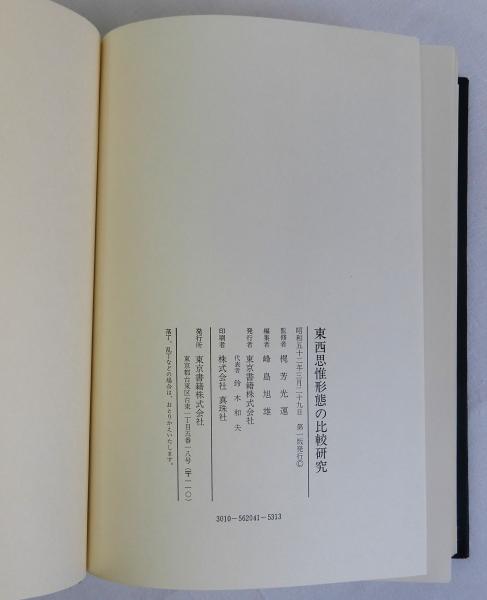 東西思惟形態の比較研究
昭和五十二年三月二十九日 第一版発行©
監修者 梶芳光運
編集者 峰島旭雄
発行者 東京書籍株式会社
代表者 鈴木和夫
印刷者 株式会社 真珠社
発行所 東京書籍株式会社
東京都台東区台東一丁目五番一八号(〒一一〇)
落丁、乱丁などの場合は、おとりかえいたします。
3010-562041-5313